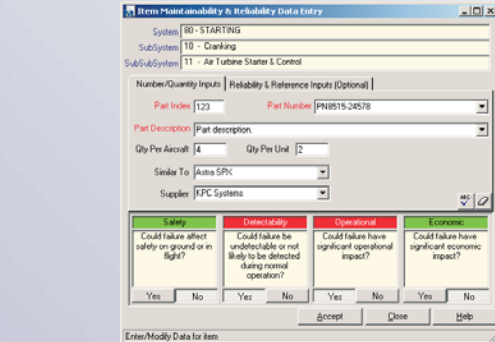 Item Maintainability & Reliability Data Entry
System 80 - STARTING
SubSystem 10 - Cranking
SubSubSystem 11 - Air Turbine Starter & Control
Number/Quantity Inputs Reliability & Reference Inputs (Optional)
Part Index 123 Part Number PN8515-24578
Part Description Part description.
Qty Per Aircraft 4 Qty Per Unit 2
Similar To Astra SPX
Supplier KPC Systems
Safety Detectability Operational Economic
Could failure affect Could failure be Could failure have Could failure have
safety on ground or in undetectable or not significant operational significant economic
flight? likely to be detected impact? impact?
during normal
operation?
Yes No Yes No Yes No Yes No
Accept Close Help
Enter/Modify Data for item